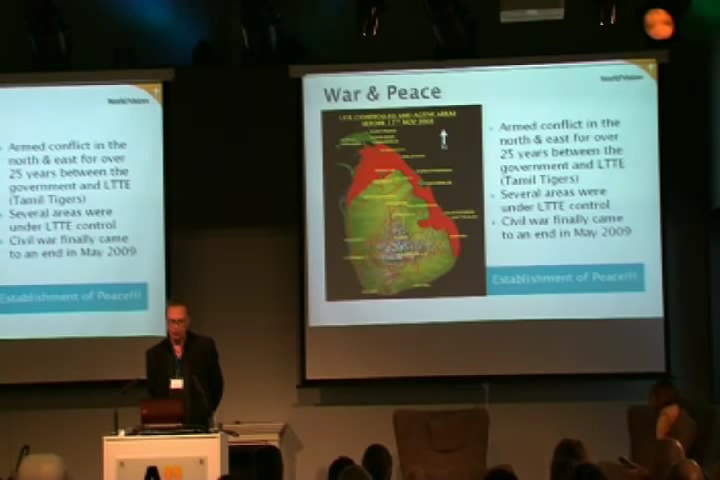 WorldVision
Armed conflict in the
north & east for over
25 years between the
government and LTTE
(Tamil Tigers)
Several areas were
under LTTE control
Civil war finally came
to an end in May 2009
Establishment of Peace!!!
WorldVision
War & Peace
Armed conflict in the
north & east for over
25 years between the
government and LTTE
(Tamil Tigers)
Several areas were
under LTTE control
Civil war finally came
to an end in May 2009
Establishment of Peace!!!